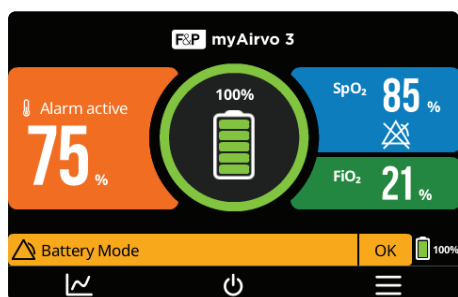 F&P myAirvo 3
Alarm active
75 %
100%
SpO₂ 85 %
FiO₂ 21 %
Battery Mode OK 100%